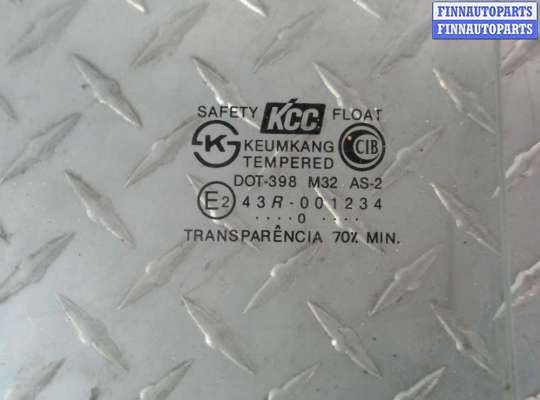 FINNAUTOPARTS
FINNAUTOPARTS
SAFETY KCC FLOAT
K S KEUMKANG CIB
TEMPERED
DOT-398 M32 AS-2
E2 43R-001234
....0 ....
TRANSPARÊNCIA 70% MIN.